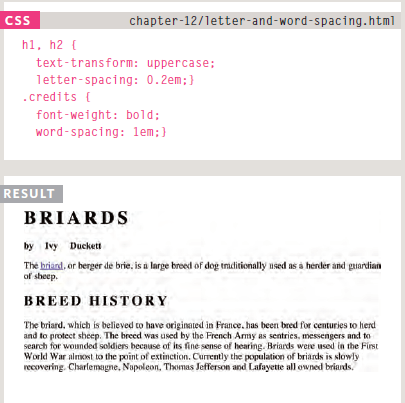 CSS chapter-12/letter-and-word-spacing.html
h1, h2 {
text-transform: uppercase;
letter-spacing: 0.2em;}
.credits {
font-weight: bold;
word-spacing: 1em;}
RESULT
BRIARDS
by Ivy Duckett
The briard, or berger de brie, is a large breed of dog traditionally used as a herder and guardian
of sheep.
BREED HISTORY
The briard, which is believed to have originated in France, has been bred for centuries to herd
and to protect sheep. The breed was used by the French Army as sentries, messengers and to
search for wounded soldiers because of its fine sense of hearing. Briards were used in the First
World War almost to the point of extinction. Currently the population of briards is slowly
recovering. Charlemagne, Napoleon, Thomas Jefferson and Lafayette all owned briards.